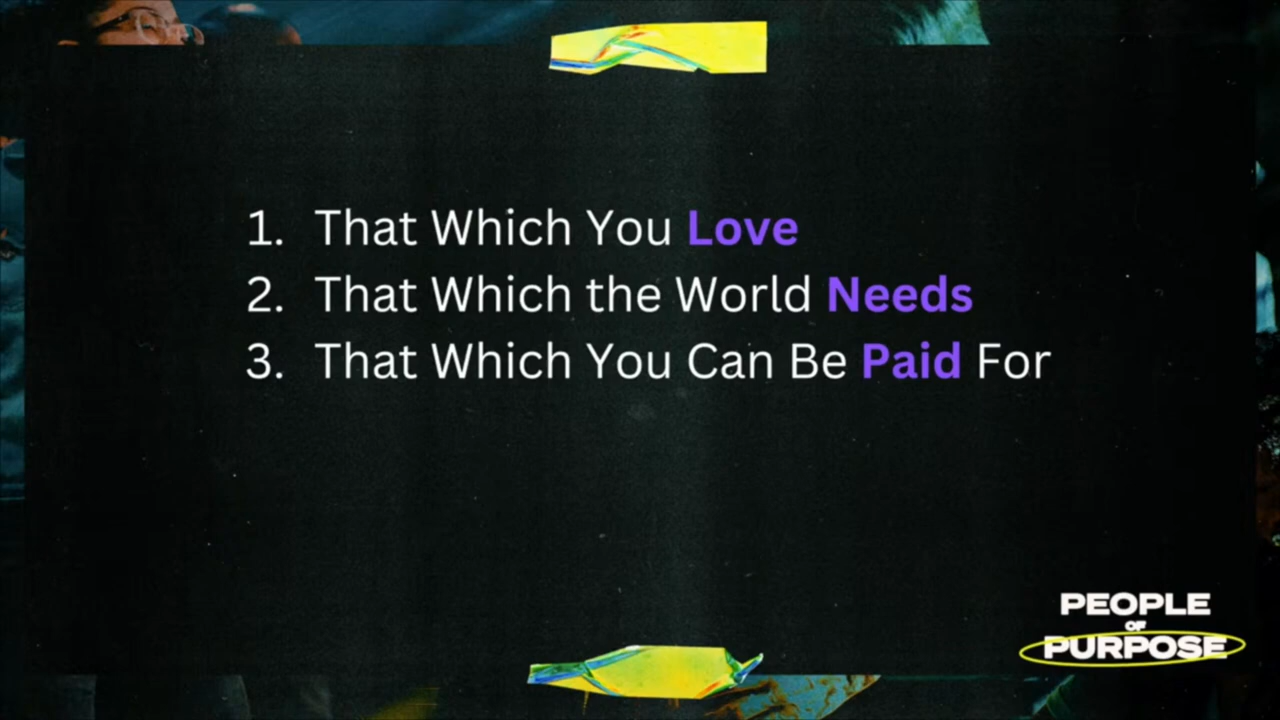 1. That Which You Love
2. That Which the World Needs
3. That Which You Can Be Paid For
PEOPLE
OF
PURPOSE